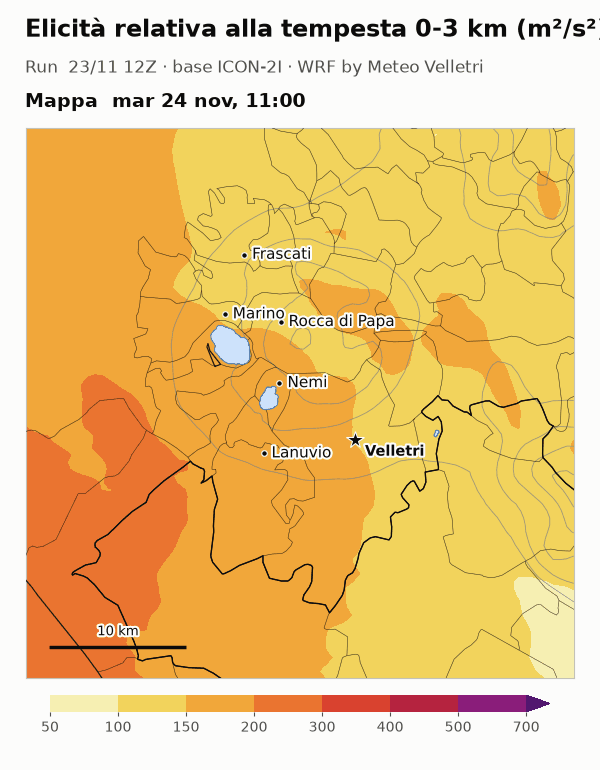 Elicità relativa alla tempesta 0-3 km (m²/s²)
Run 23/11 12Z · base ICON-2I · WRF by Meteo Velletri
Mappa mar 24 nov, 11:00
Frascati
Marino
Rocca di Papa
Nemi
Velletri
Lanuvio
10 km
50 100 150 200 300 400 500 700